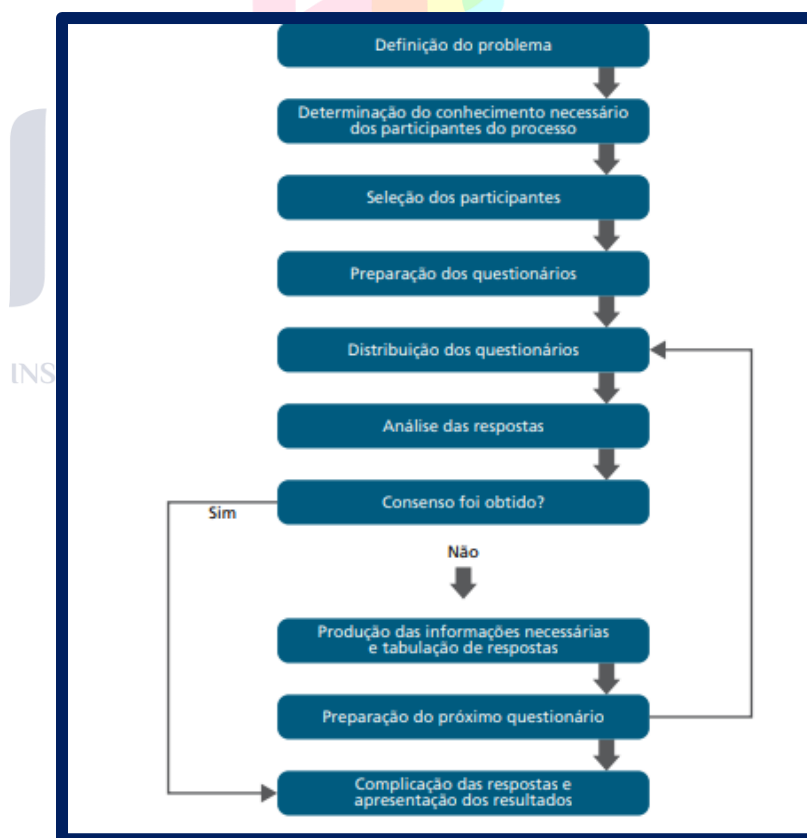 Definição do problema
Determinação do conhecimento necessário
dos participantes do processo
Seleção dos participantes
Preparação dos questionários
Distribuição dos questionários
INS
Análise das respostas
Consenso foi obtido?
Sim
Não
Produção das informações necessárias
e tabulação de respostas
Preparação do próximo questionário
Complicação das respostas e
apresentação dos resultados